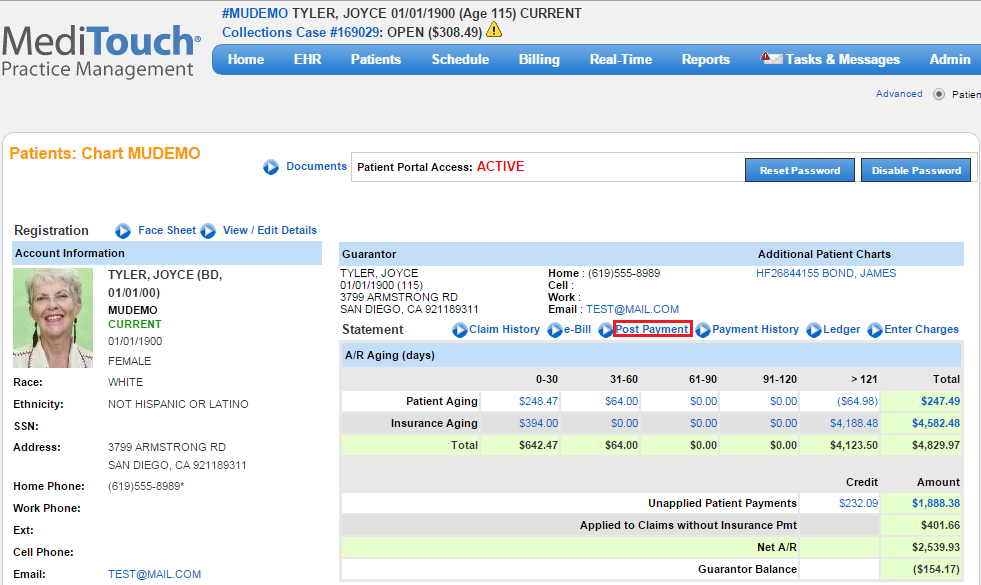 #MUDEMO TYLER, JOYCE 01/01/1900 (Age 115) CURRENT
Collections Case #169029: OPEN ($308.49)
MediTouch®
Practice Management
Home EHR Patients Schedule Billing Real-Time Reports Tasks & Messages Admin
Advanced Patien
Patients: Chart MUDEMO
Documents Patient Portal Access: ACTIVE Reset Password Disable Password
Registration Face Sheet View / Edit Details
Account Information
TYLER, JOYCE (BD,
01/01/00)
MUDEMO
CURRENT
01/01/1900
FEMALE
Race: WHITE
Ethnicity: NOT HISPANIC OR LATINO
SSN:
Address: 3799 ARMSTRONG RD
SAN DIEGO, CA 921189311
Home Phone: (619)555-8989*
Work Phone:
Ext:
Cell Phone:
Email: TEST@MAIL.COM
Guarantor Additional Patient Charts
TYLER, JOYCE Home : (619)555-8989 HF26844155 BOND, JAMES
01/01/1900 (115) Cell :
3799 ARMSTRONG RD Work :
SAN DIEGO, CA 921189311 Email : TEST@MAIL.COM
Statement Claim History e-Bill Post Payment Payment History Ledger Enter Charges
A/R Aging (days)
0-30 31-60 61-90 91-120 > 121 Total
Patient Aging $248.47 $64.00 $0.00 $0.00 ($64.98) $247.49
Insurance Aging $394.00 $0.00 $0.00 $0.00 $4,188.48 $4,582.48
Total $642.47 $64.00 $0.00 $0.00 $4,123.50 $4,829.97
Credit Amount
Unapplied Patient Payments $232.09 $1,888.38
Applied to Claims without Insurance Pmt $401.66
Net A/R $2,539.93
Guarantor Balance ($154.17)